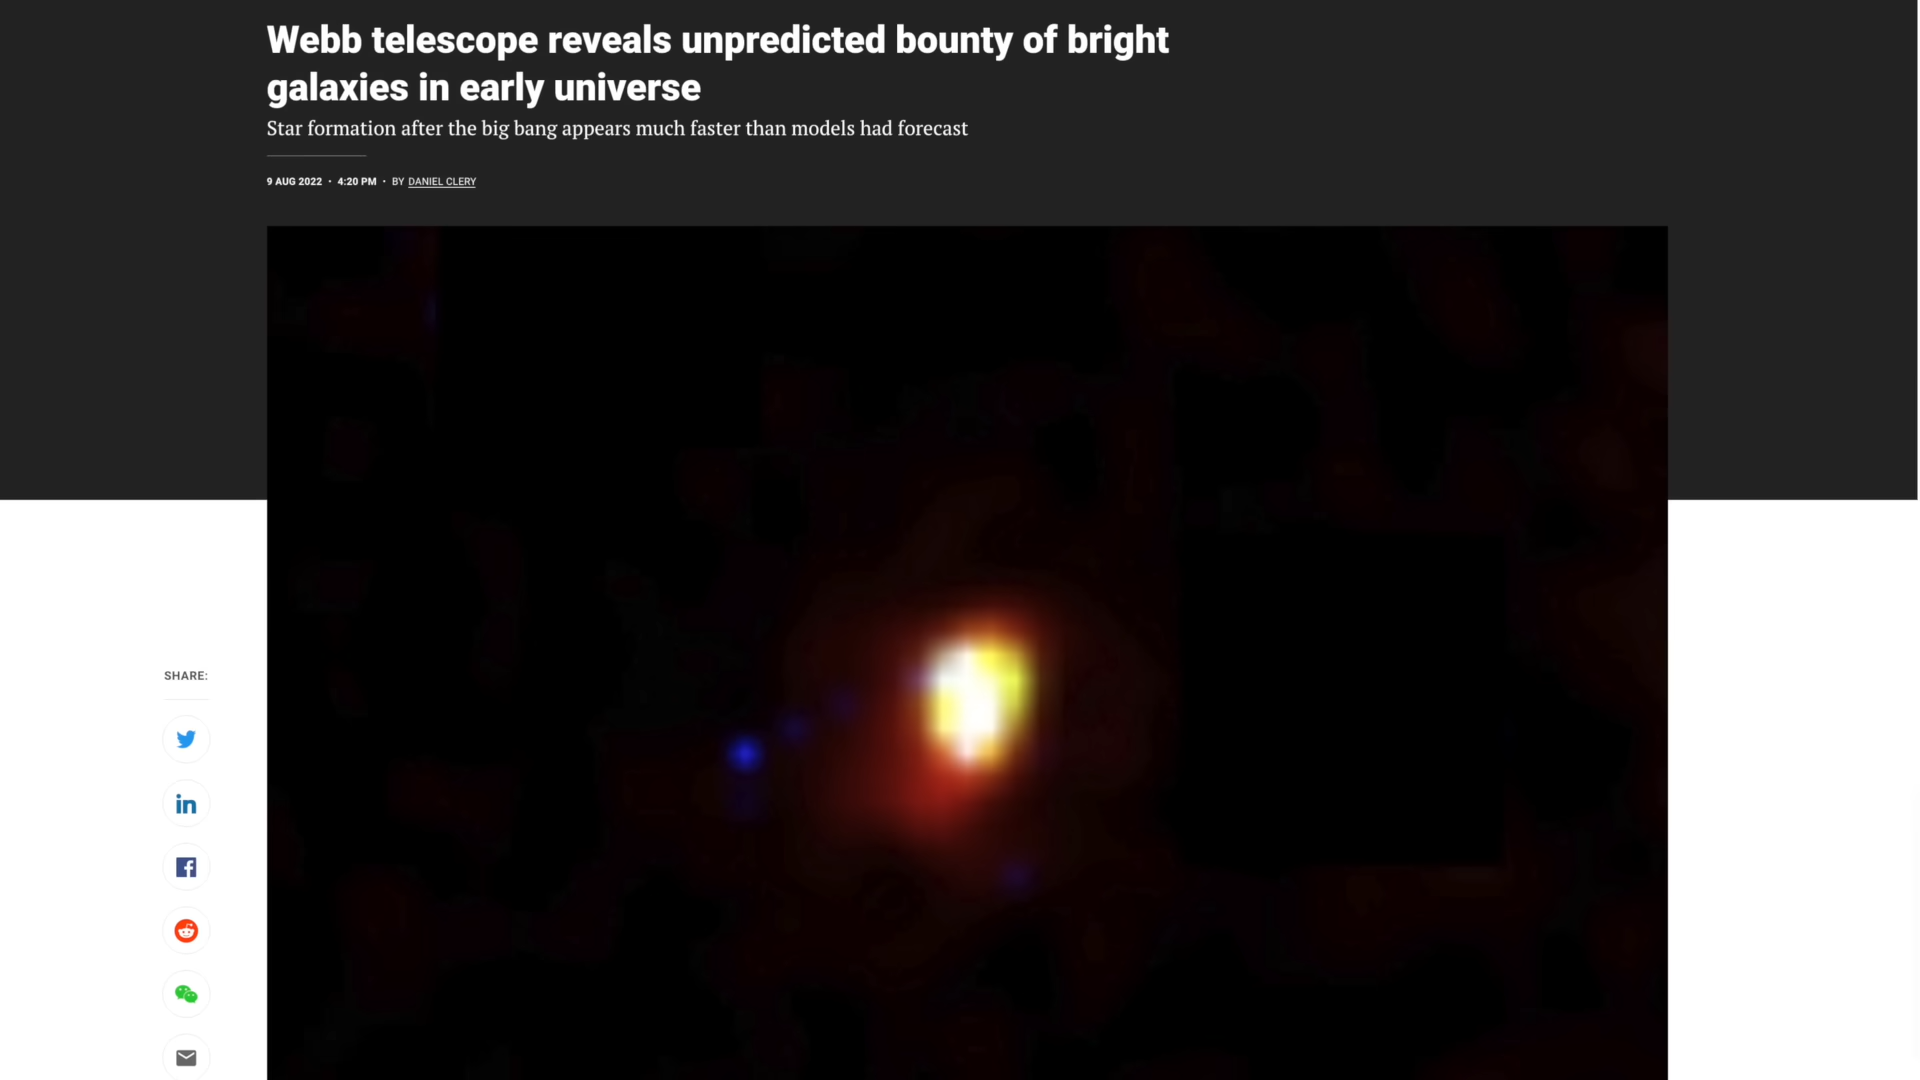 Webb telescope reveals unpredicted bounty of bright
galaxies in early universe
Star formation after the big bang appears much faster than models had forecast
9 AUG 2022 • 4:20 PM • BY DANIEL CLERY
SHARE:
in
f